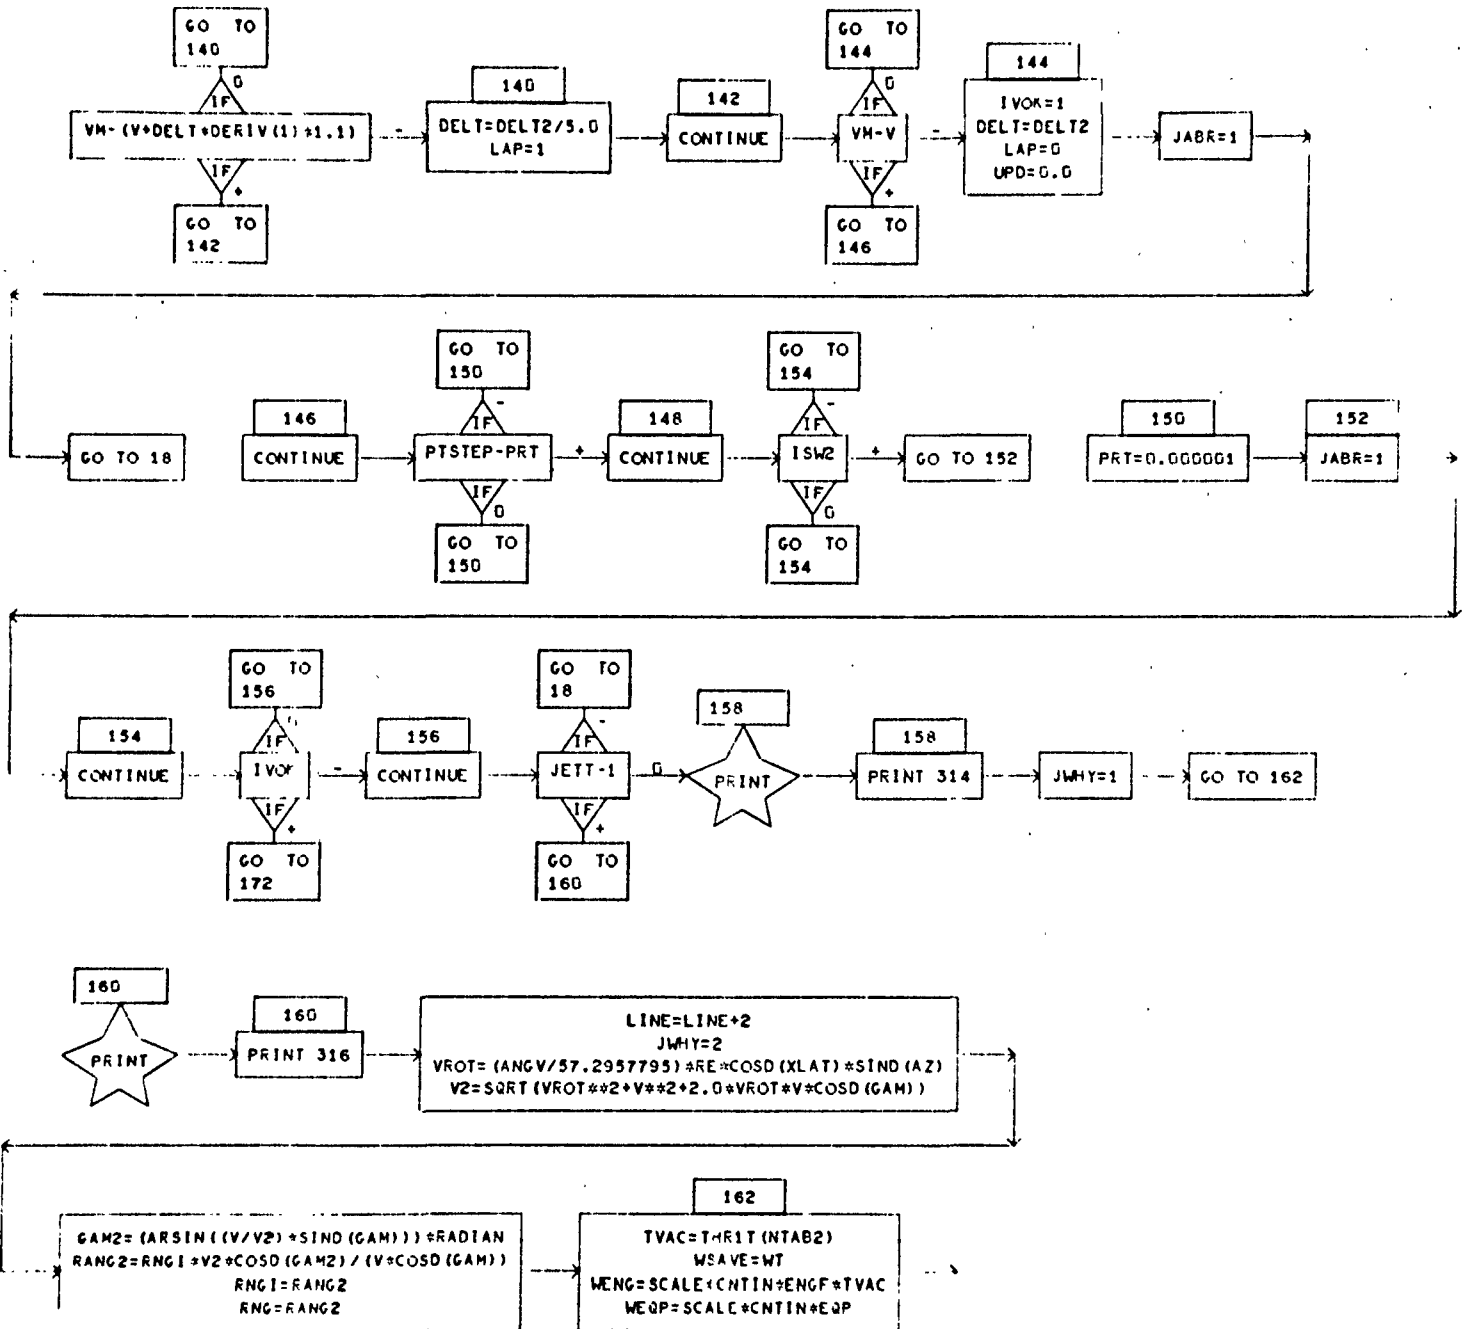 GO TO
140
0
IF
VM-(V+DELT*DERIV(1)*1.1)
-
IF
+
GO TO
142
140
DELT=DELT2/5.0
LAP=1
142
CONTINUE
GO TO
144
0
IF
VM-V
-
IF
+
GO TO
146
144
IVOK=1
DELT=DELT2
LAP=0
UPD=0.0
JABR=1
GO TO 18
146
CONTINUE
GO TO
150
-
IF
PTSTEP-PRT
+
IF
0
GO TO
150
148
CONTINUE
GO TO
154
-
IF
ISW2
+
IF
0
GO TO
154
GO TO 152
150
PRT=0.000001
152
JABR=1
154
CONTINUE
GO TO
156
0
IF
IVOK
-
IF
+
GO TO
172
156
CONTINUE
GO TO
18
-
IF
JETT-1
0
IF
+
GO TO
160
158
PRINT
158
PRINT 314
JWHY=1
GO TO 162
160
PRINT
160
PRINT 316
LINE=LINE+2
JWHY=2
VROT=(ANGV/57.2957795)*RE*COSD(XLAT)*SIND(AZ)
V2=SQRT(VROT**2+V**2+2.0*VROT*V*COSD(GAM))
GAM2=(ARSIN((V/V2)*SIND(GAM)))*RADIAN
RANG2=RNGI*V2*COSD(GAM2)/(V*COSD(GAM))
RNGI=RANG2
RNG=RANG2
162
TVAC=THR1T(NTAB2)
WSAVE=WT
WENG=SCALE*CNTIN*ENGF*TVAC
WEQP=SCALE*CNTIN*EQP